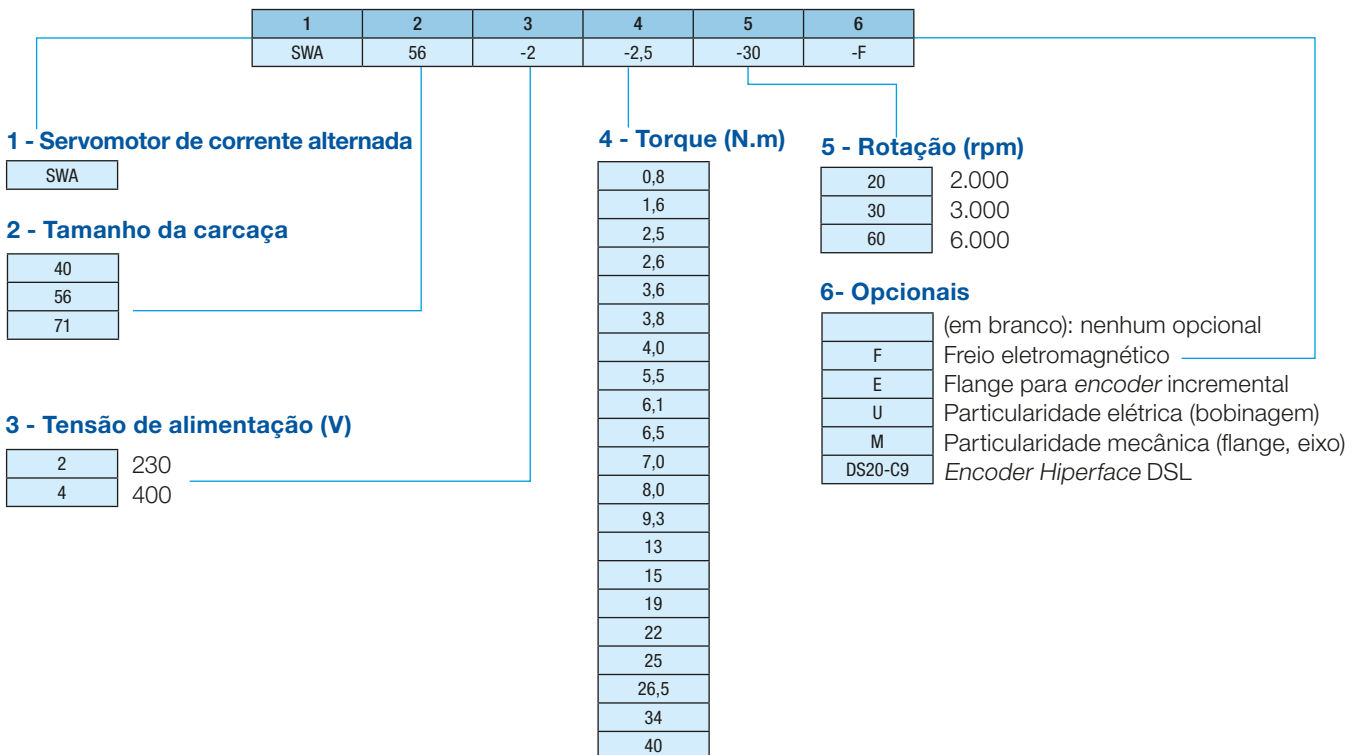 1 2 3 4 5 6
SWA 56 -2 -2,5 -30 -F
1 - Servomotor de corrente alternada
SWA
2 - Tamanho da carcaça
40
56
71
3 - Tensão de alimentação (V)
2 230
4 400
4 - Torque (N.m)
0,8
1,6
2,5
2,6
3,6
3,8
4,0
5,5
6,1
6,5
7,0
8,0
9,3
13
15
19
22
25
26,5
34
40
5 - Rotação (rpm)
20 2.000
30 3.000
60 6.000
6- Opcionais
(em branco): nenhum opcional
F Freio eletromagnético
E Flange para encoder incremental
U Particularidade elétrica (bobinagem)
M Particularidade mecânica (flange, eixo)
DS20-C9 Encoder Hiperface DSL